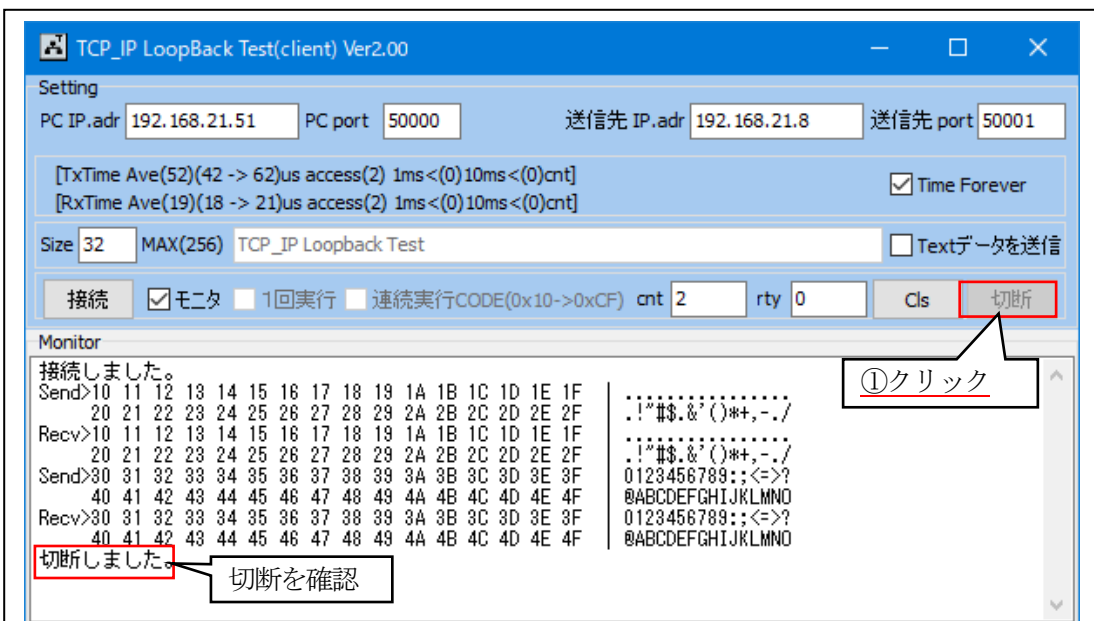 TCP_IP LoopBack Test(client) Ver2.00
Setting
PC IP.adr 192.168.21.51 PC port 50000 送信先 IP.adr 192.168.21.8 送信先 port 50001
[TxTime Ave(52)(42 -> 62)us access(2) 1ms<(0)10ms<(0)cnt]
[RxTime Ave(19)(18 -> 21)us access(2) 1ms<(0)10ms<(0)cnt]
Time Forever
Size 32 MAX(256) TCP_IP Loopback Test Textデータを送信
接続 モニタ 1回実行 連続実行CODE(0x10->0xCF) cnt 2 rty 0 Cls 切断
Monitor
①クリック
接続しました。
Send>10 11 12 13 14 15 16 17 18 19 1A 1B 1C 1D 1E 1F | ................
20 21 22 23 24 25 26 27 28 29 2A 2B 2C 2D 2E 2F | .!"#$.&'()*+,-./
Recv>10 11 12 13 14 15 16 17 18 19 1A 1B 1C 1D 1E 1F | ................
20 21 22 23 24 25 26 27 28 29 2A 2B 2C 2D 2E 2F | .!"#$.&'()*+,-./
Send>30 31 32 33 34 35 36 37 38 39 3A 3B 3C 3D 3E 3F | 0123456789:;<=>?
40 41 42 43 44 45 46 47 48 49 4A 4B 4C 4D 4E 4F | @ABCDEFGHIJKLMNO
Recv>30 31 32 33 34 35 36 37 38 39 3A 3B 3C 3D 3E 3F | 0123456789:;<=>?
40 41 42 43 44 45 46 47 48 49 4A 4B 4C 4D 4E 4F | @ABCDEFGHIJKLMNO
切断しました。
切断を確認